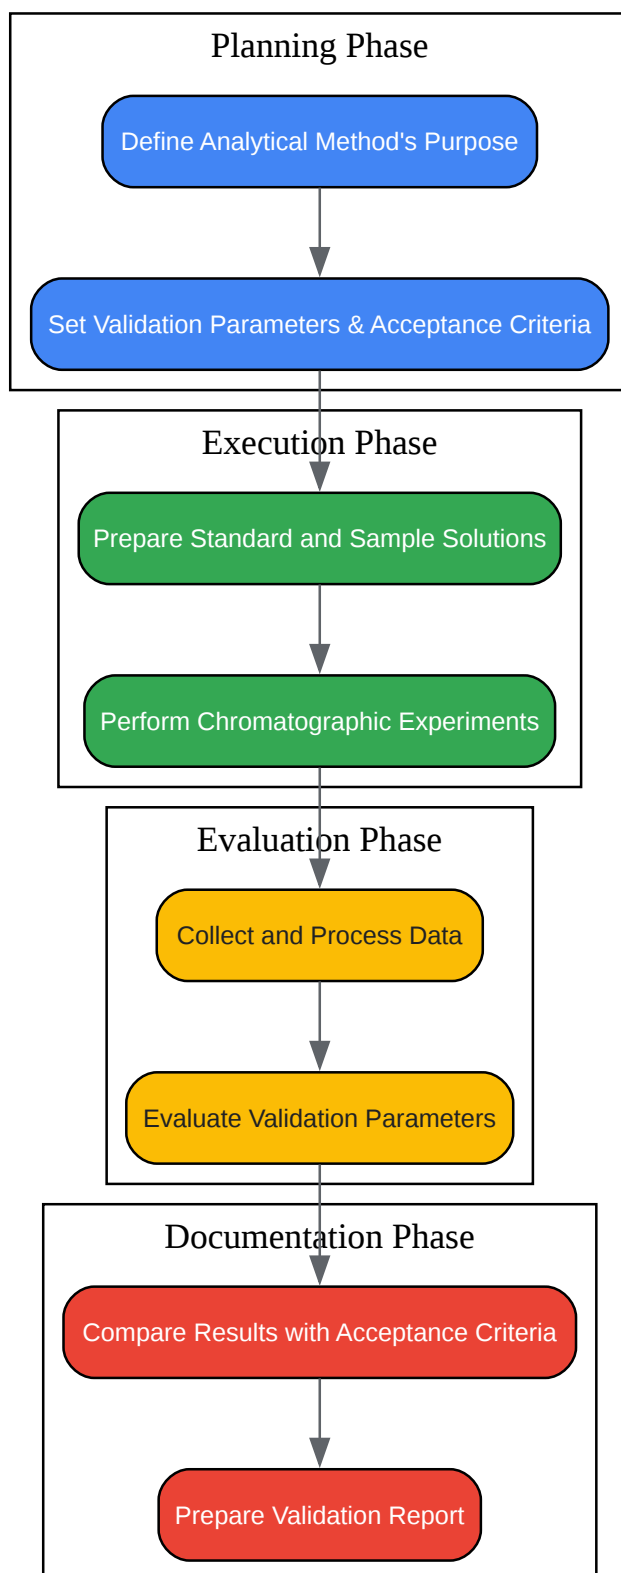 Planning Phase
Define Analytical Method's Purpose
Set Validation Parameters & Acceptance Criteria
Execution Phase
Prepare Standard and Sample Solutions
Perform Chromatographic Experiments
Evaluation Phase
Collect and Process Data
Evaluate Validation Parameters
Documentation Phase
Compare Results with Acceptance Criteria
Prepare Validation Report